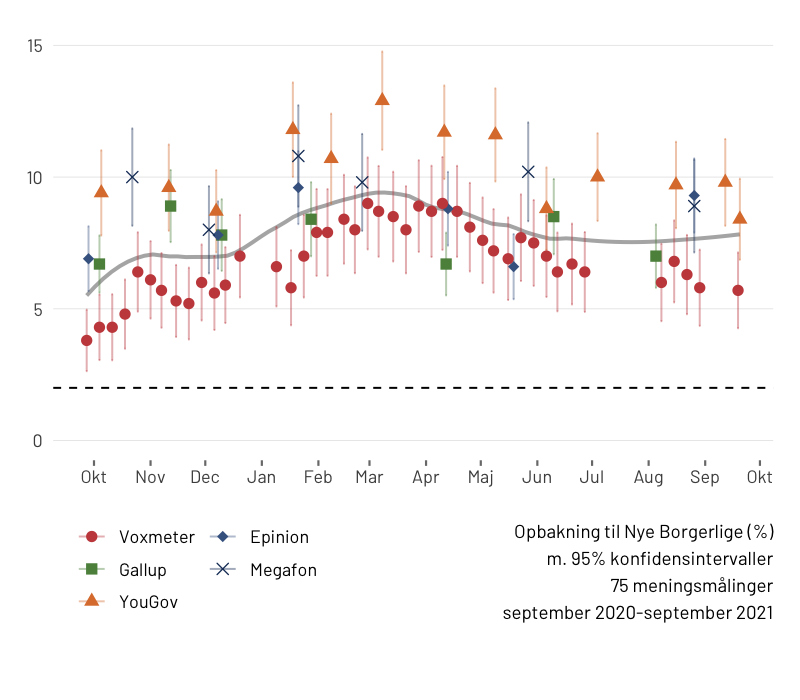 15
10
5
0
Okt Nov Dec Jan Feb Mar Apr Maj Jun Jul Aug Sep Okt
Voxmeter Epinion
Gallup Megafon
YouGov
Opbakning til Nye Borgerlige (%)
m. 95% konfidensintervaller
75 meningsmålinger
september 2020-september 2021